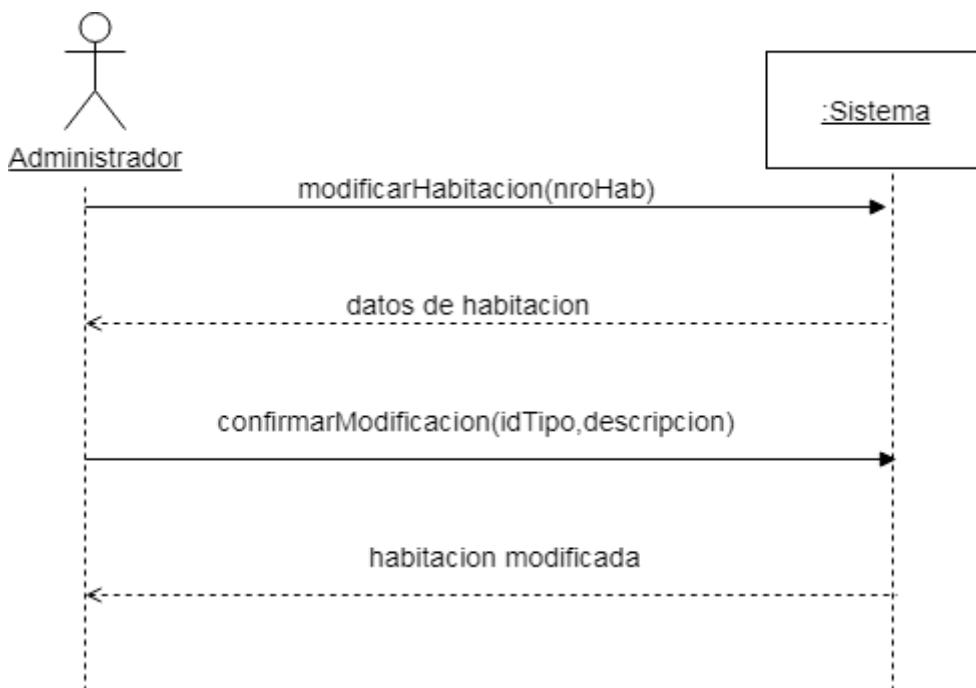 :Sistema
Administrador
modificarHabitacion(nroHab)
datos de habitacion
confirmarModificacion(idTipo,descripcion)
habitacion modificada